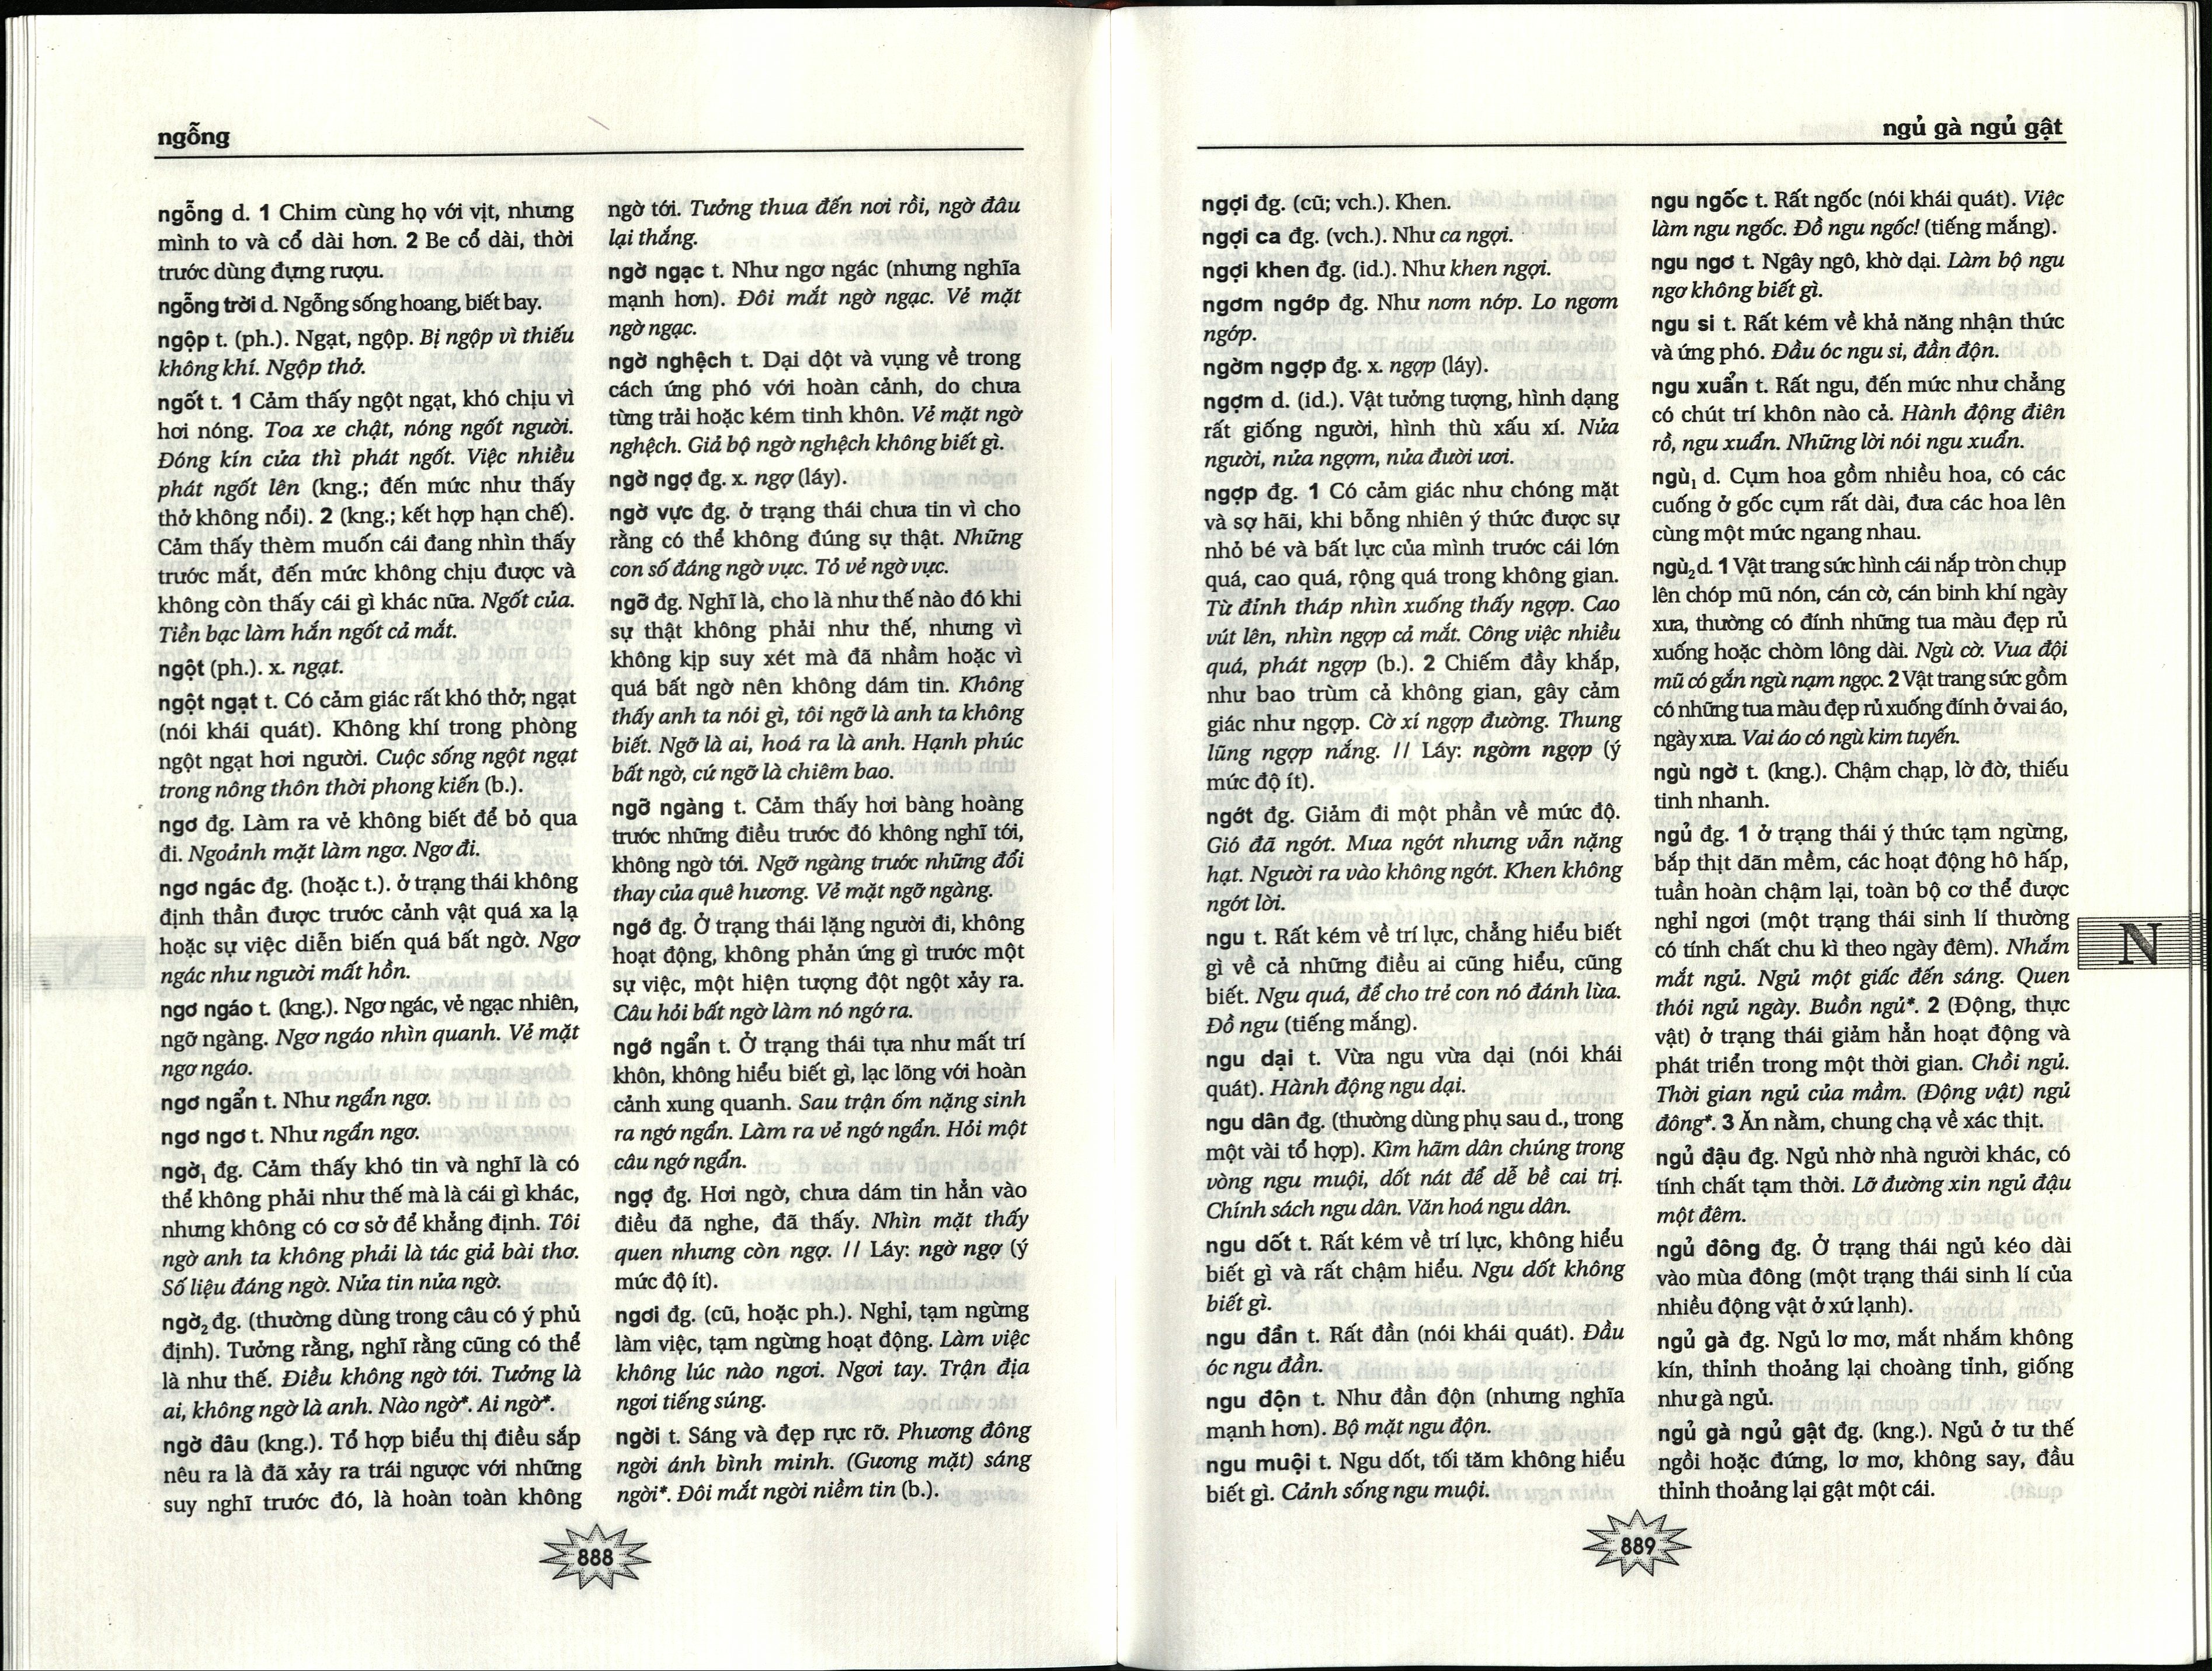 ngỗng
ngỗng d. 1 Chim cùng họ với vịt, nhưng
mình to và cổ dài hơn. 2 Be cổ dài, thời
trước dùng đựng rượu.
ngỗng trời d. Ngỗng sống hoang, biết bay.
ngộp t. (ph.). Ngạt, ngộp. Bị ngộp vì thiếu
không khí. Ngộp thở.
ngốt t. 1 Cảm thấy ngột ngạt, khó chịu vì
hơi nóng. Toa xe chật, nóng ngốt người.
Đóng kín cửa thì phát ngốt. Việc nhiều
phát ngốt lên (kng.; đến mức như thấy
thở không nổi). 2 (kng.; kết hợp hạn chế).
Cảm thấy thèm muốn cái đang nhìn thấy
trước mắt, đến mức không chịu được và
không còn thấy cái gì khác nữa. Ngốt của.
Tiền bạc làm hắn ngốt cả mắt.
ngột (ph.). x. ngạt.
ngột ngạt t. Có cảm giác rất khó thở; ngạt
(nói khái quát). Không khí trong phòng
ngột ngạt hơi người. Cuộc sống ngột ngạt
trong nông thôn thời phong kiến (b.).
ngơ đg. Làm ra vẻ không biết để bỏ qua
đi. Ngoảnh mặt làm ngơ. Ngơ đi.
ngơ ngác đg. (hoặc t.). ở trạng thái không
định thần được trước cảnh vật quá xa lạ
hoặc sự việc diễn biến quá bất ngờ. Ngơ
ngác như người mất hồn.
ngơ ngáo t. (kng.). Ngơ ngác, vẻ ngạc nhiên,
ngỡ ngàng. Ngơ ngáo nhìn quanh. Vẻ mặt
ngơ ngáo.
ngơ ngẩn t. Như ngẩn ngơ.
ngơ ngơ t. Như ngẩn ngơ.
ngờ₁ đg. Cảm thấy khó tin và nghĩ là có
thể không phải như thế mà là cái gì khác,
nhưng không có cơ sở để khẳng định. Tôi
ngờ anh ta không phải là tác giả bài thơ.
Số liệu đáng ngờ. Nửa tin nửa ngờ.
ngờ₂ đg. (thường dùng trong câu có ý phủ
định). Tưởng rằng, nghĩ rằng cũng có thể
là như thế. Điều không ngờ tới. Tưởng là
ai, không ngờ là anh. Nào ngờ*. Ai ngờ*.
ngờ đâu (kng.). Tổ hợp biểu thị điều sắp
nêu ra là đã xảy ra trái ngược với những
suy nghĩ trước đó, là hoàn toàn không
ngờ tới. Tưởng thua đến nơi rồi, ngờ đâu
lại thắng.
ngờ ngạc t. Như ngơ ngác (nhưng nghĩa
mạnh hơn). Đôi mắt ngờ ngạc. Vẻ mặt
ngờ ngạc.
ngờ nghệch t. Dại dột và vụng về trong
cách ứng phó với hoàn cảnh, do chưa
từng trải hoặc kém tinh khôn. Vẻ mặt ngờ
nghệch. Giả bộ ngờ nghệch không biết gì.
ngờ ngợ đg. x. ngợ (láy).
ngờ vực đg. ở trạng thái chưa tin vì cho
rằng có thể không đúng sự thật. Những
con số đáng ngờ vực. Tỏ vẻ ngờ vực.
ngỡ đg. Nghĩ là, cho là như thế nào đó khi
sự thật không phải như thế, nhưng vì
không kịp suy xét mà đã nhầm hoặc vì
quá bất ngờ nên không dám tin. Không
thấy anh ta nói gì, tôi ngỡ là anh ta không
biết. Ngỡ là ai, hoá ra là anh. Hạnh phúc
bất ngờ, cứ ngỡ là chiêm bao.
ngỡ ngàng t. Cảm thấy hơi bàng hoàng
trước những điều trước đó không nghĩ tới,
không ngờ tới. Ngỡ ngàng trước những đổi
thay của quê hương. Vẻ mặt ngỡ ngàng.
ngớ đg. Ở trạng thái lặng người đi, không
hoạt động, không phản ứng gì trước một
sự việc, một hiện tượng đột ngột xảy ra.
Câu hỏi bất ngờ làm nó ngớ ra.
ngớ ngẩn t. Ở trạng thái tựa như mất trí
khôn, không hiểu biết gì, lạc lõng với hoàn
cảnh xung quanh. Sau trận ốm nặng sinh
ra ngớ ngẩn. Làm ra vẻ ngớ ngẩn. Hỏi một
câu ngớ ngẩn.
ngợ đg. Hơi ngờ, chưa dám tin hẳn vào
điều đã nghe, đã thấy. Nhìn mặt thấy
quen nhưng còn ngợ. // Láy: ngờ ngợ (ý
mức độ ít).
ngơi đg. (cũ, hoặc ph.). Nghỉ, tạm ngừng
làm việc, tạm ngừng hoạt động. Làm việc
không lúc nào ngơi. Ngơi tay. Trận địa
ngơi tiếng súng.
ngời t. Sáng và đẹp rực rỡ. Phương đông
ngời ánh bình minh. (Gương mặt) sáng
ngời*. Đôi mắt ngời niềm tin (b.).
888
ngủ gà ngủ gật
ngợi đg. (cũ; vch.). Khen.
ngợi ca đg. (vch.). Như ca ngợi.
ngợi khen đg. (id.). Như khen ngợi.
ngơm ngớp đg. Như nơm nớp. Lo ngơm
ngớp.
ngờm ngợp đg. x. ngợp (láy).
ngợm d. (id.). Vật tưởng tượng, hình dạng
rất giống người, hình thù xấu xí. Nửa
người, nửa ngợm, nửa đười ươi.
ngợp đg. 1 Có cảm giác như chóng mặt
và sợ hãi, khi bỗng nhiên ý thức được sự
nhỏ bé và bất lực của mình trước cái lớn
quá, cao quá, rộng quá trong không gian.
Từ đỉnh tháp nhìn xuống thấy ngợp. Cao
vút lên, nhìn ngợp cả mắt. Công việc nhiều
quá, phát ngợp (b.). 2 Chiếm đầy khắp,
như bao trùm cả không gian, gây cảm
giác như ngợp. Cờ xí ngợp đường. Thung
lũng ngợp nắng. // Láy: ngờm ngợp (ý
mức độ ít).
ngớt đg. Giảm đi một phần về mức độ.
Gió đã ngớt. Mưa ngớt nhưng vẫn nặng
hạt. Người ra vào không ngớt. Khen không
ngớt lời.
ngu t. Rất kém về trí lực, chẳng hiểu biết
gì về cả những điều ai cũng hiểu, cũng
biết. Ngu quá, để cho trẻ con nó đánh lừa.
Đồ ngu (tiếng mắng).
ngu dại t. Vừa ngu vừa dại (nói khái
quát). Hành động ngu dại.
ngu dân đg. (thường dùng phụ sau d., trong
một vài tổ hợp). Kìm hãm dân chúng trong
vòng ngu muội, dốt nát để dễ bề cai trị.
Chính sách ngu dân. Văn hoá ngu dân.
ngu dốt t. Rất kém về trí lực, không hiểu
biết gì và rất chậm hiểu. Ngu dốt không
biết gì.
ngu đần t. Rất đần (nói khái quát). Đầu
óc ngu đần.
ngu độn t. Như đần độn (nhưng nghĩa
mạnh hơn). Bộ mặt ngu độn.
ngu muội t. Ngu dốt, tối tăm không hiểu
biết gì. Cảnh sống ngu muội.
ngu ngốc t. Rất ngốc (nói khái quát). Việc
làm ngu ngốc. Đồ ngu ngốc! (tiếng mắng).
ngu ngơ t. Ngây ngô, khờ dại. Làm bộ ngu
ngơ không biết gì.
ngu si t. Rất kém về khả năng nhận thức
và ứng phó. Đầu óc ngu si, đần độn.
ngu xuẩn t. Rất ngu, đến mức như chẳng
có chút trí khôn nào cả. Hành động điên
rồ, ngu xuẩn. Những lời nói ngu xuẩn.
ngù₁ d. Cụm hoa gồm nhiều hoa, có các
cuống ở gốc cụm rất dài, đưa các hoa lên
cùng một mức ngang nhau.
ngù₂ d. 1 Vật trang sức hình cái nắp tròn chụp
lên chóp mũ nón, cán cờ, cán binh khí ngày
xưa, thường có đính những tua màu đẹp rủ
xuống hoặc chòm lông dài. Ngù cờ. Vua đội
mũ có gắn ngù nạm ngọc. 2 Vật trang sức gồm
có những tua màu đẹp rủ xuống đính ở vai áo,
ngày xưa. Vai áo có ngù kim tuyến.
ngù ngờ t. (kng.). Chậm chạp, lờ đờ, thiếu
tinh nhanh.
ngủ đg. 1 ở trạng thái ý thức tạm ngừng,
bắp thịt dãn mềm, các hoạt động hô hấp,
tuần hoàn chậm lại, toàn bộ cơ thể được
nghỉ ngơi (một trạng thái sinh lí thường
có tính chất chu kì theo ngày đêm). Nhắm
mắt ngủ. Ngủ một giấc đến sáng. Quen
thói ngủ ngày. Buồn ngủ*. 2 (Động, thực
vật) ở trạng thái giảm hẳn hoạt động và
phát triển trong một thời gian. Chồi ngủ.
Thời gian ngủ của mầm. (Động vật) ngủ
đông*. 3 Ăn nằm, chung chạ về xác thịt.
ngủ đậu đg. Ngủ nhờ nhà người khác, có
tính chất tạm thời. Lỡ đường xin ngủ đậu
một đêm.
ngủ đông đg. Ở trạng thái ngủ kéo dài
vào mùa đông (một trạng thái sinh lí của
nhiều động vật ở xứ lạnh).
ngủ gà đg. Ngủ lơ mơ, mắt nhắm không
kín, thỉnh thoảng lại choàng tỉnh, giống
như gà ngủ.
ngủ gà ngủ gật đg. (kng.). Ngủ ở tư thế
ngồi hoặc đứng, lơ mơ, không say, đầu
thỉnh thoảng lại gật một cái.
N
889